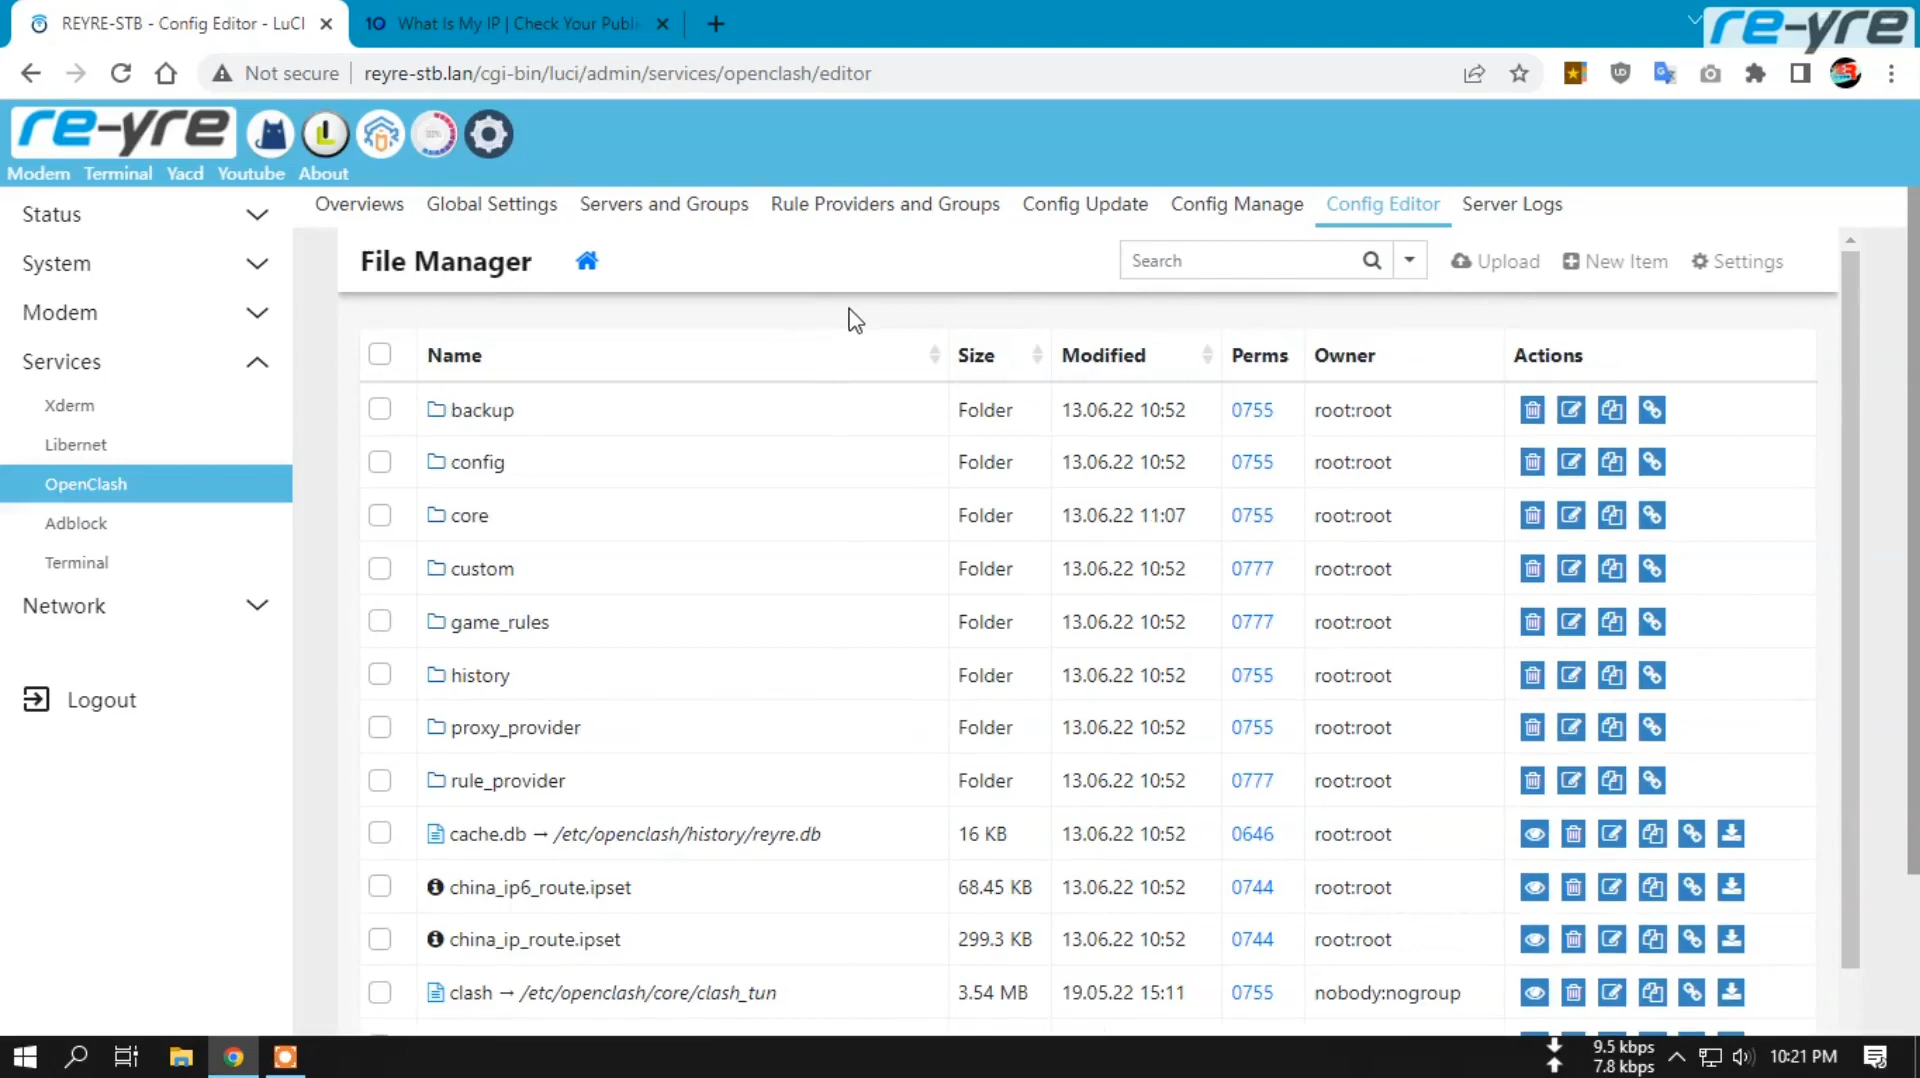 REYRE-STB - Config Editor - LuCI
What Is My IP | Check Your Publi
re-yre
Not secure
reyre-stb.lan/cgi-bin/luci/admin/services/openclash/editor
re-yre
Modem Terminal Yacd Youtube About
Status
System
Modem
Services
Xderm
Libernet
OpenClash
Adblock
Terminal
Network
Logout
Overviews Global Settings Servers and Groups Rule Providers and Groups Config Update Config Manage Config Editor Server Logs
File Manager
Search
Upload
New Item
Settings
Name Size Modified Perms Owner Actions
backup Folder 13.06.22 10:52 0755 root:root
config Folder 13.06.22 10:52 0755 root:root
core Folder 13.06.22 11:07 0755 root:root
custom Folder 13.06.22 10:52 0777 root:root
game_rules Folder 13.06.22 10:52 0777 root:root
history Folder 13.06.22 10:52 0755 root:root
proxy_provider Folder 13.06.22 10:52 0755 root:root
rule_provider Folder 13.06.22 10:52 0777 root:root
cache.db → /etc/openclash/history/reyre.db 16 KB 13.06.22 10:52 0646 root:root
china_ip6_route.ipset 68.45 KB 13.06.22 10:52 0744 root:root
china_ip_route.ipset 299.3 KB 13.06.22 10:52 0744 root:root
clash → /etc/openclash/core/clash_tun 3.54 MB 19.05.22 15:11 0755 nobody:nogroup
9.5 kbps
7.8 kbps
10:21 PM